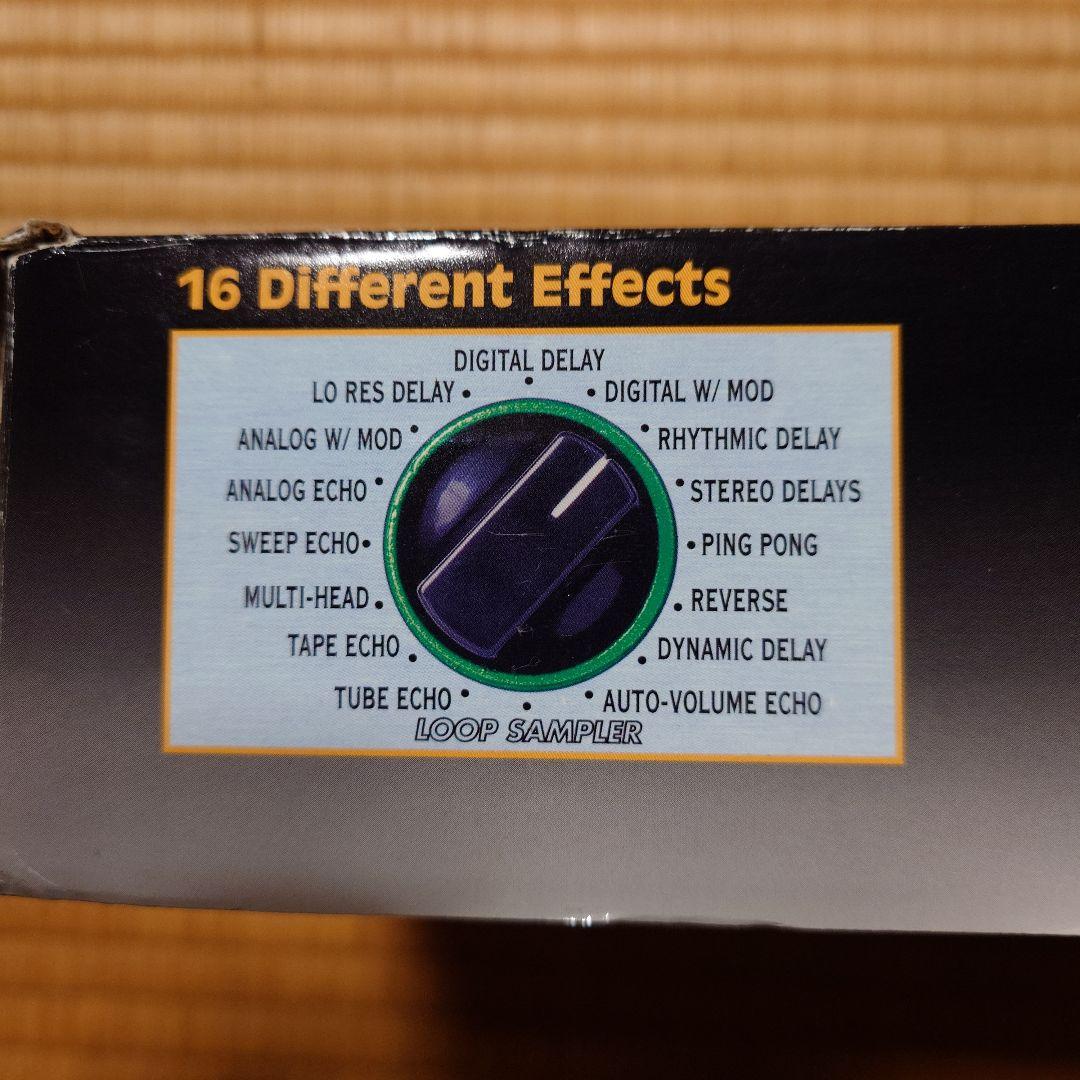 16 Different Effects
DIGITAL DELAY
LO RES DELAY
DIGITAL W/ MOD
ANALOG W/ MOD
RHYTHMIC DELAY
ANALOG ECHO
STEREO DELAYS
SWEEP ECHO
PING PONG
MULTI-HEAD
REVERSE
TAPE ECHO
DYNAMIC DELAY
TUBE ECHO
AUTO-VOLUME ECHO
LOOP SAMPLER